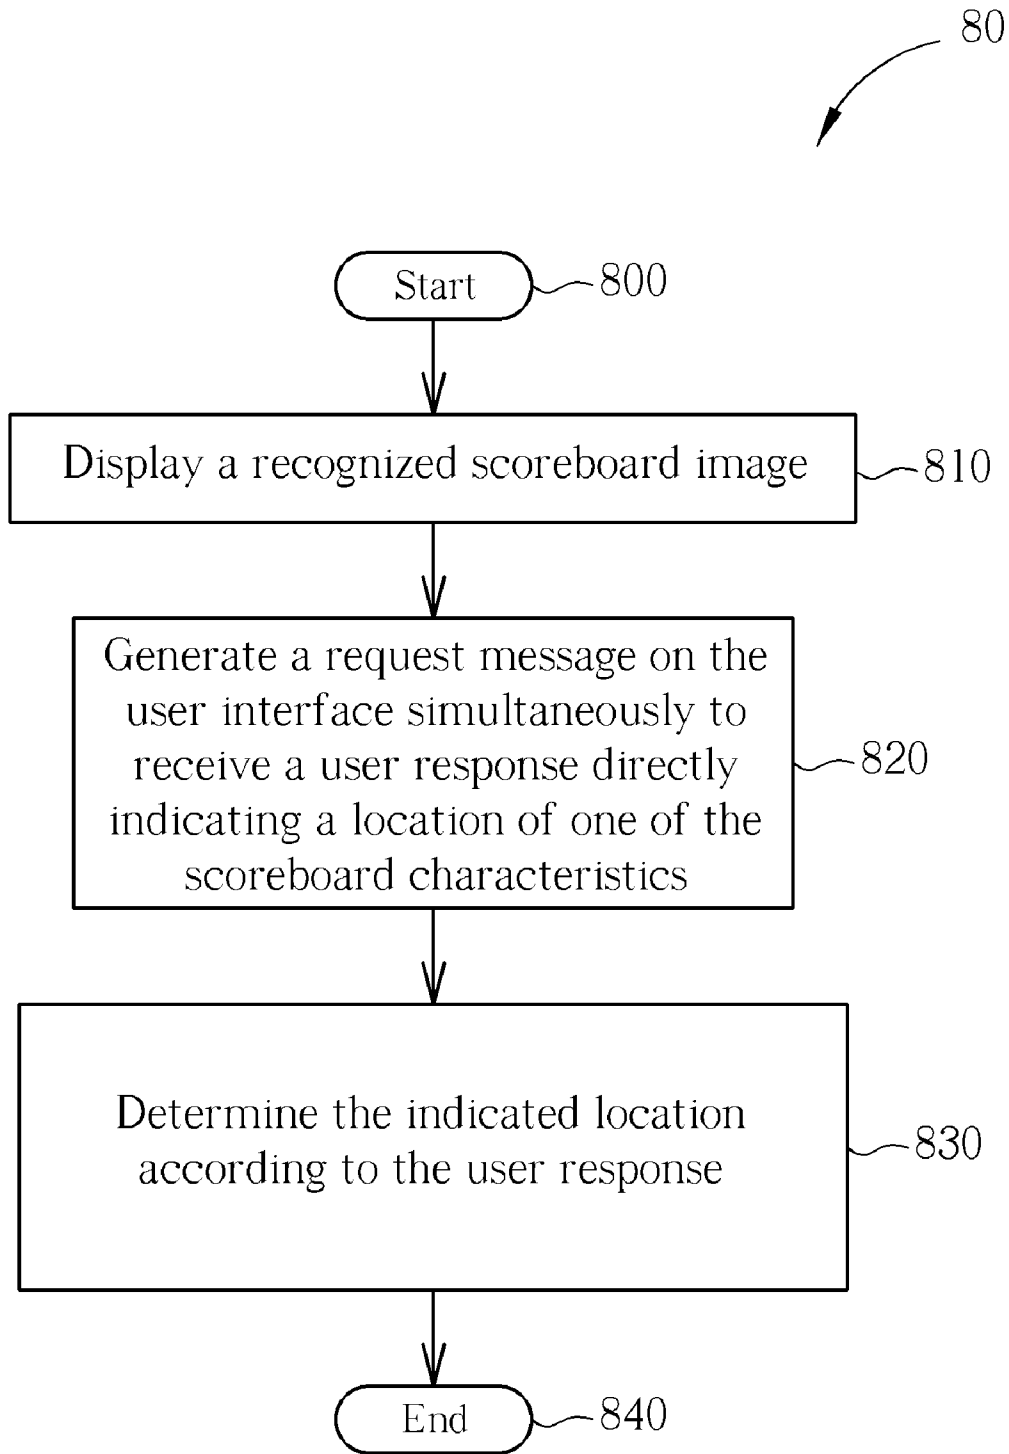 80
Start
800
Display a recognized scoreboard image
810
Generate a request message on the
user interface simultaneously to
receive a user response directly
indicating a location of one of the
scoreboard characteristics
820
Determine the indicated location
according to the user response
830
End
840